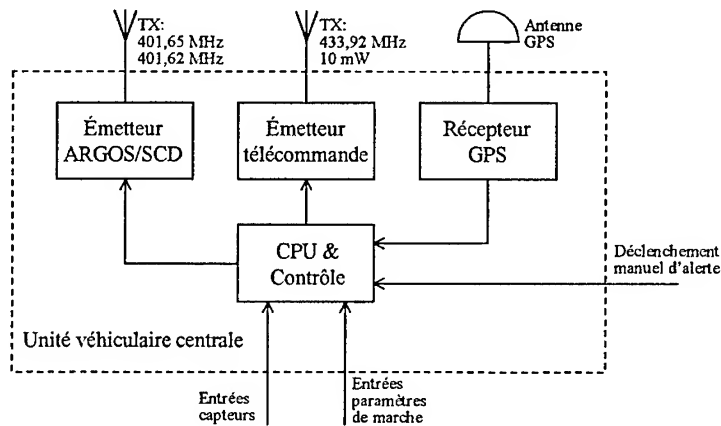 TX:
401,65 MHz
401,62 MHz
TX:
433,92 MHz
10 mW
Antenne
GPS
Émetteur
ARGOS/SCD
Émetteur
télécommande
Récepteur
GPS
CPU &
Contrôle
Déclenchement
manuel d'alerte
Unité véhiculaire centrale
Entrées
capteurs
Entrées
paramètres
de marche